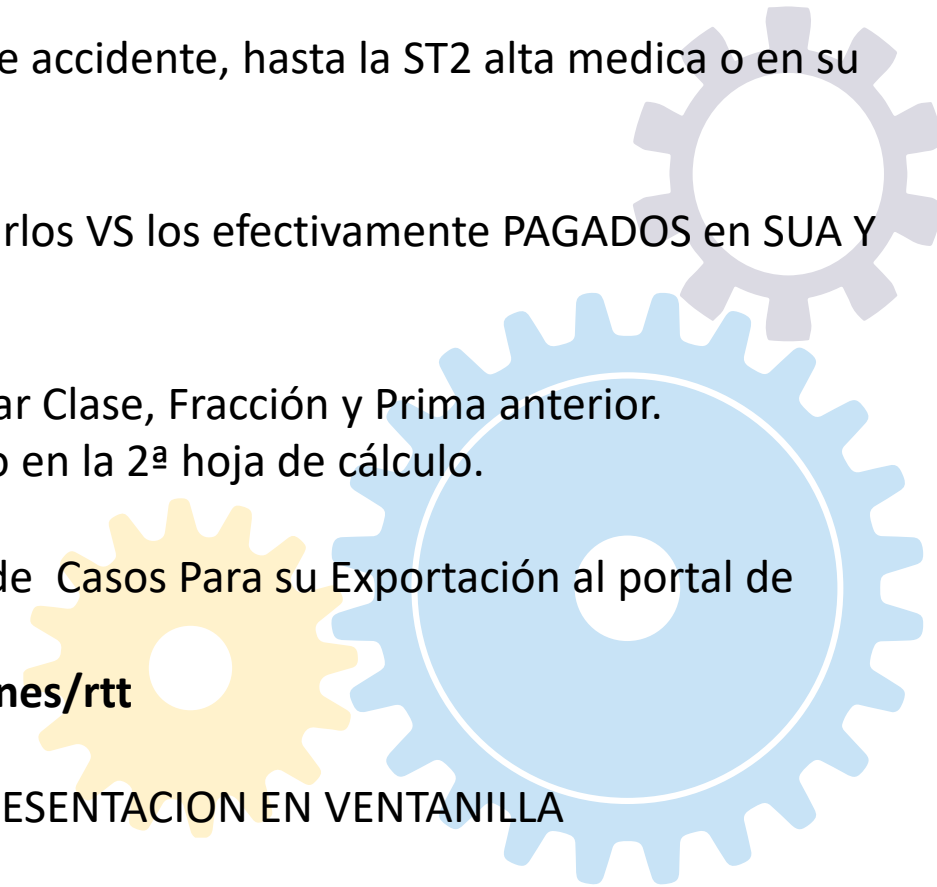 e accidente, hasta la ST2 alta medica o en su
rlos VS los efectivamente PAGADOS en SUA Y
ar Clase, Fracción y Prima anterior.
o en la 2ª hoja de cálculo.
de Casos Para su Exportación al portal de
nes/rtt
ESENTACION EN VENTANILLA